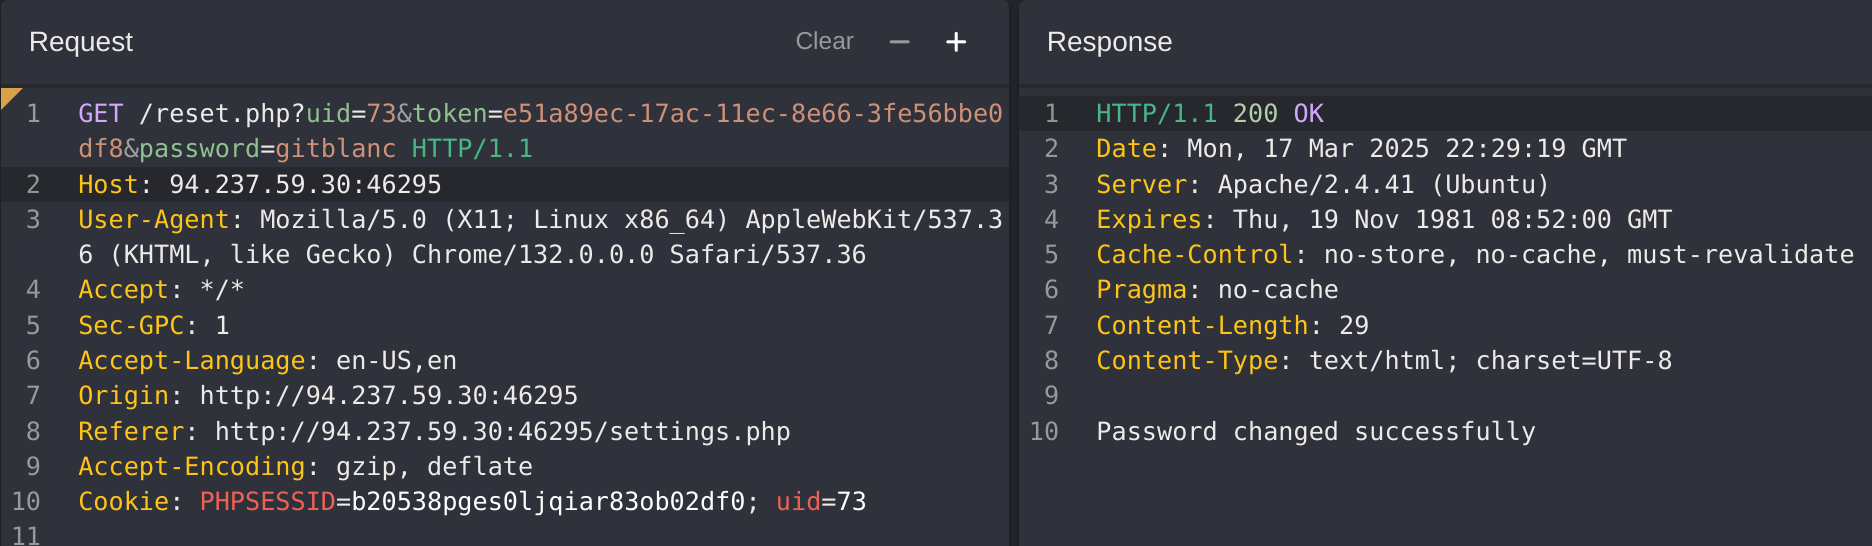 Request
Clear
Response
1 GET /reset.php?uid=73&token=e51a89ec-17ac-11ec-8e66-3fe56bbe0
df8&password=gitblanc HTTP/1.1
2 Host: 94.237.59.30:46295
3 User-Agent: Mozilla/5.0 (X11; Linux x86_64) AppleWebKit/537.3
6 (KHTML, like Gecko) Chrome/132.0.0.0 Safari/537.36
4 Accept: */*
5 Sec-GPC: 1
6 Accept-Language: en-US,en
7 Origin: http://94.237.59.30:46295
8 Referer: http://94.237.59.30:46295/settings.php
9 Accept-Encoding: gzip, deflate
10 Cookie: PHPSESSID=b20538pges0ljqiar83ob02df0; uid=73
11
1 HTTP/1.1 200 OK
2 Date: Mon, 17 Mar 2025 22:29:19 GMT
3 Server: Apache/2.4.41 (Ubuntu)
4 Expires: Thu, 19 Nov 1981 08:52:00 GMT
5 Cache-Control: no-store, no-cache, must-revalidate
6 Pragma: no-cache
7 Content-Length: 29
8 Content-Type: text/html; charset=UTF-8
9
10 Password changed successfully